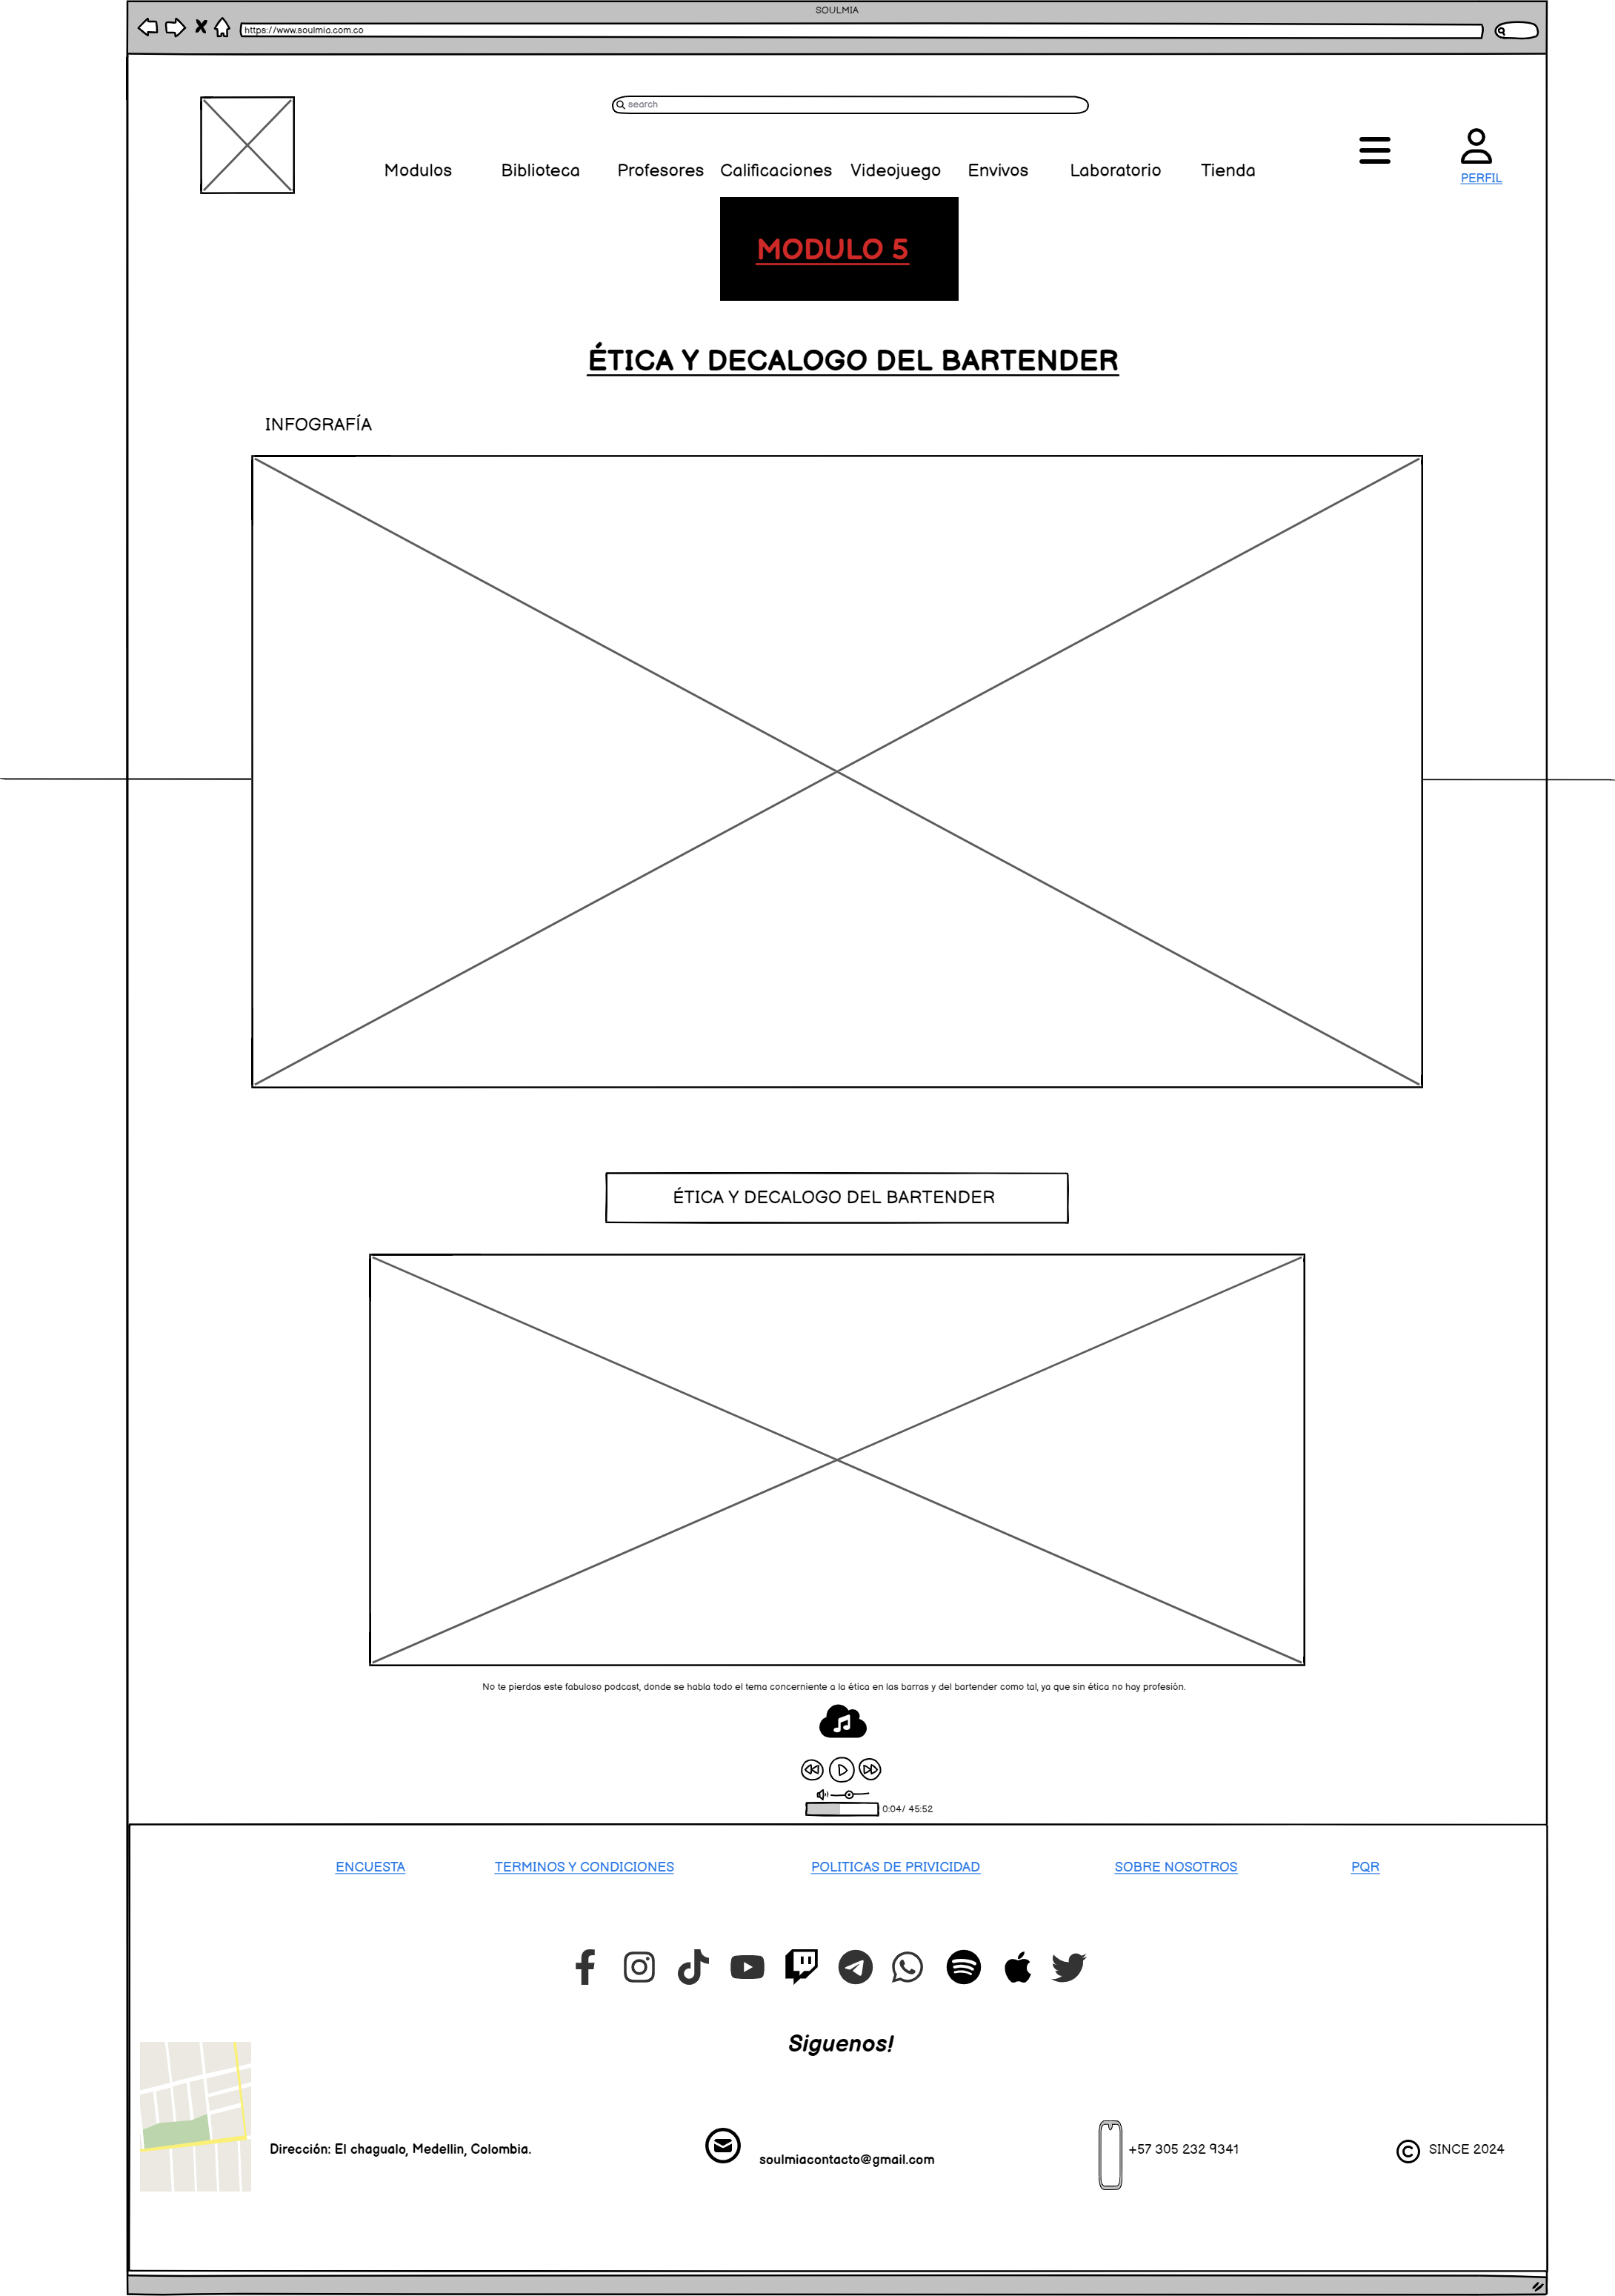 SOULMIA
https://www.soulmia.com.co
search
Modulos Biblioteca Profesores Calificaciones Videojuego Envivos Laboratorio Tienda
PERFIL
MODULO 5
ÉTICA Y DECALOGO DEL BARTENDER
INFOGRAFÍA
ÉTICA Y DECALOGO DEL BARTENDER
No te pierdas este fabuloso podcast, donde se habla todo el tema concerniente a la ética en las barras y del bartender como tal, ya que sin ética no hay profesión.
0:04/ 45:52
ENCUESTA TERMINOS Y CONDICIONES POLITICAS DE PRIVICIDAD SOBRE NOSOTROS PQR
Siguenos!
Dirección: El chagualo, Medellin, Colombia.
soulmiacontacto@gmail.com
+57 305 232 9341
SINCE 2024